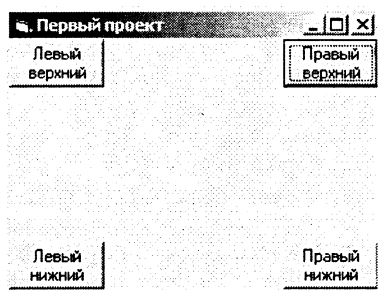 Первый проект
Левый
верхний
Правый
верхний
Левый
нижний
Правый
нижний